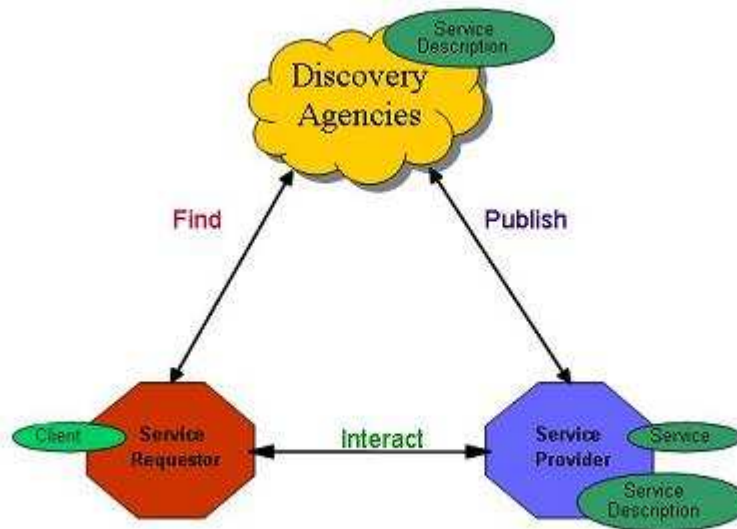 Service
Description
Discovery
Agencies
Find
Publish
Client
Service
Requestor
Interact
Service
Provider
Service
Service
Description